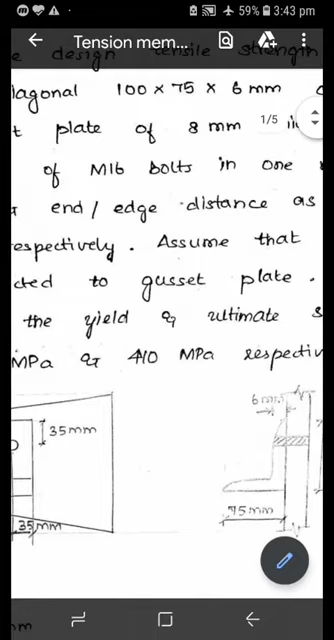 59% 3:43 pm
Tension mem...
e design tensile strength
iagonal 100 × 75 × 6 mm
t plate of 8 mm
1/5
of M16 bolts in one
end / edge distance as
espectively. Assume that
cted to gusset plate.
the yield & ultimate s
MPa & 410 MPa respectiv
6 mm
35mm
75mm
35mm
mm